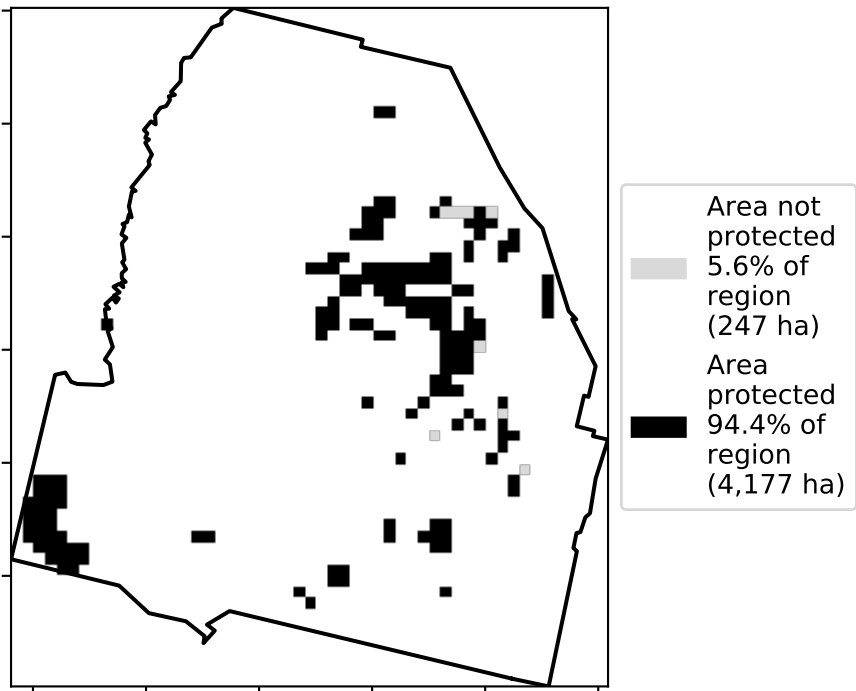 Area not
protected
5.6% of
region
(247 ha)
Area
protected
94.4% of
region
(4,177 ha)